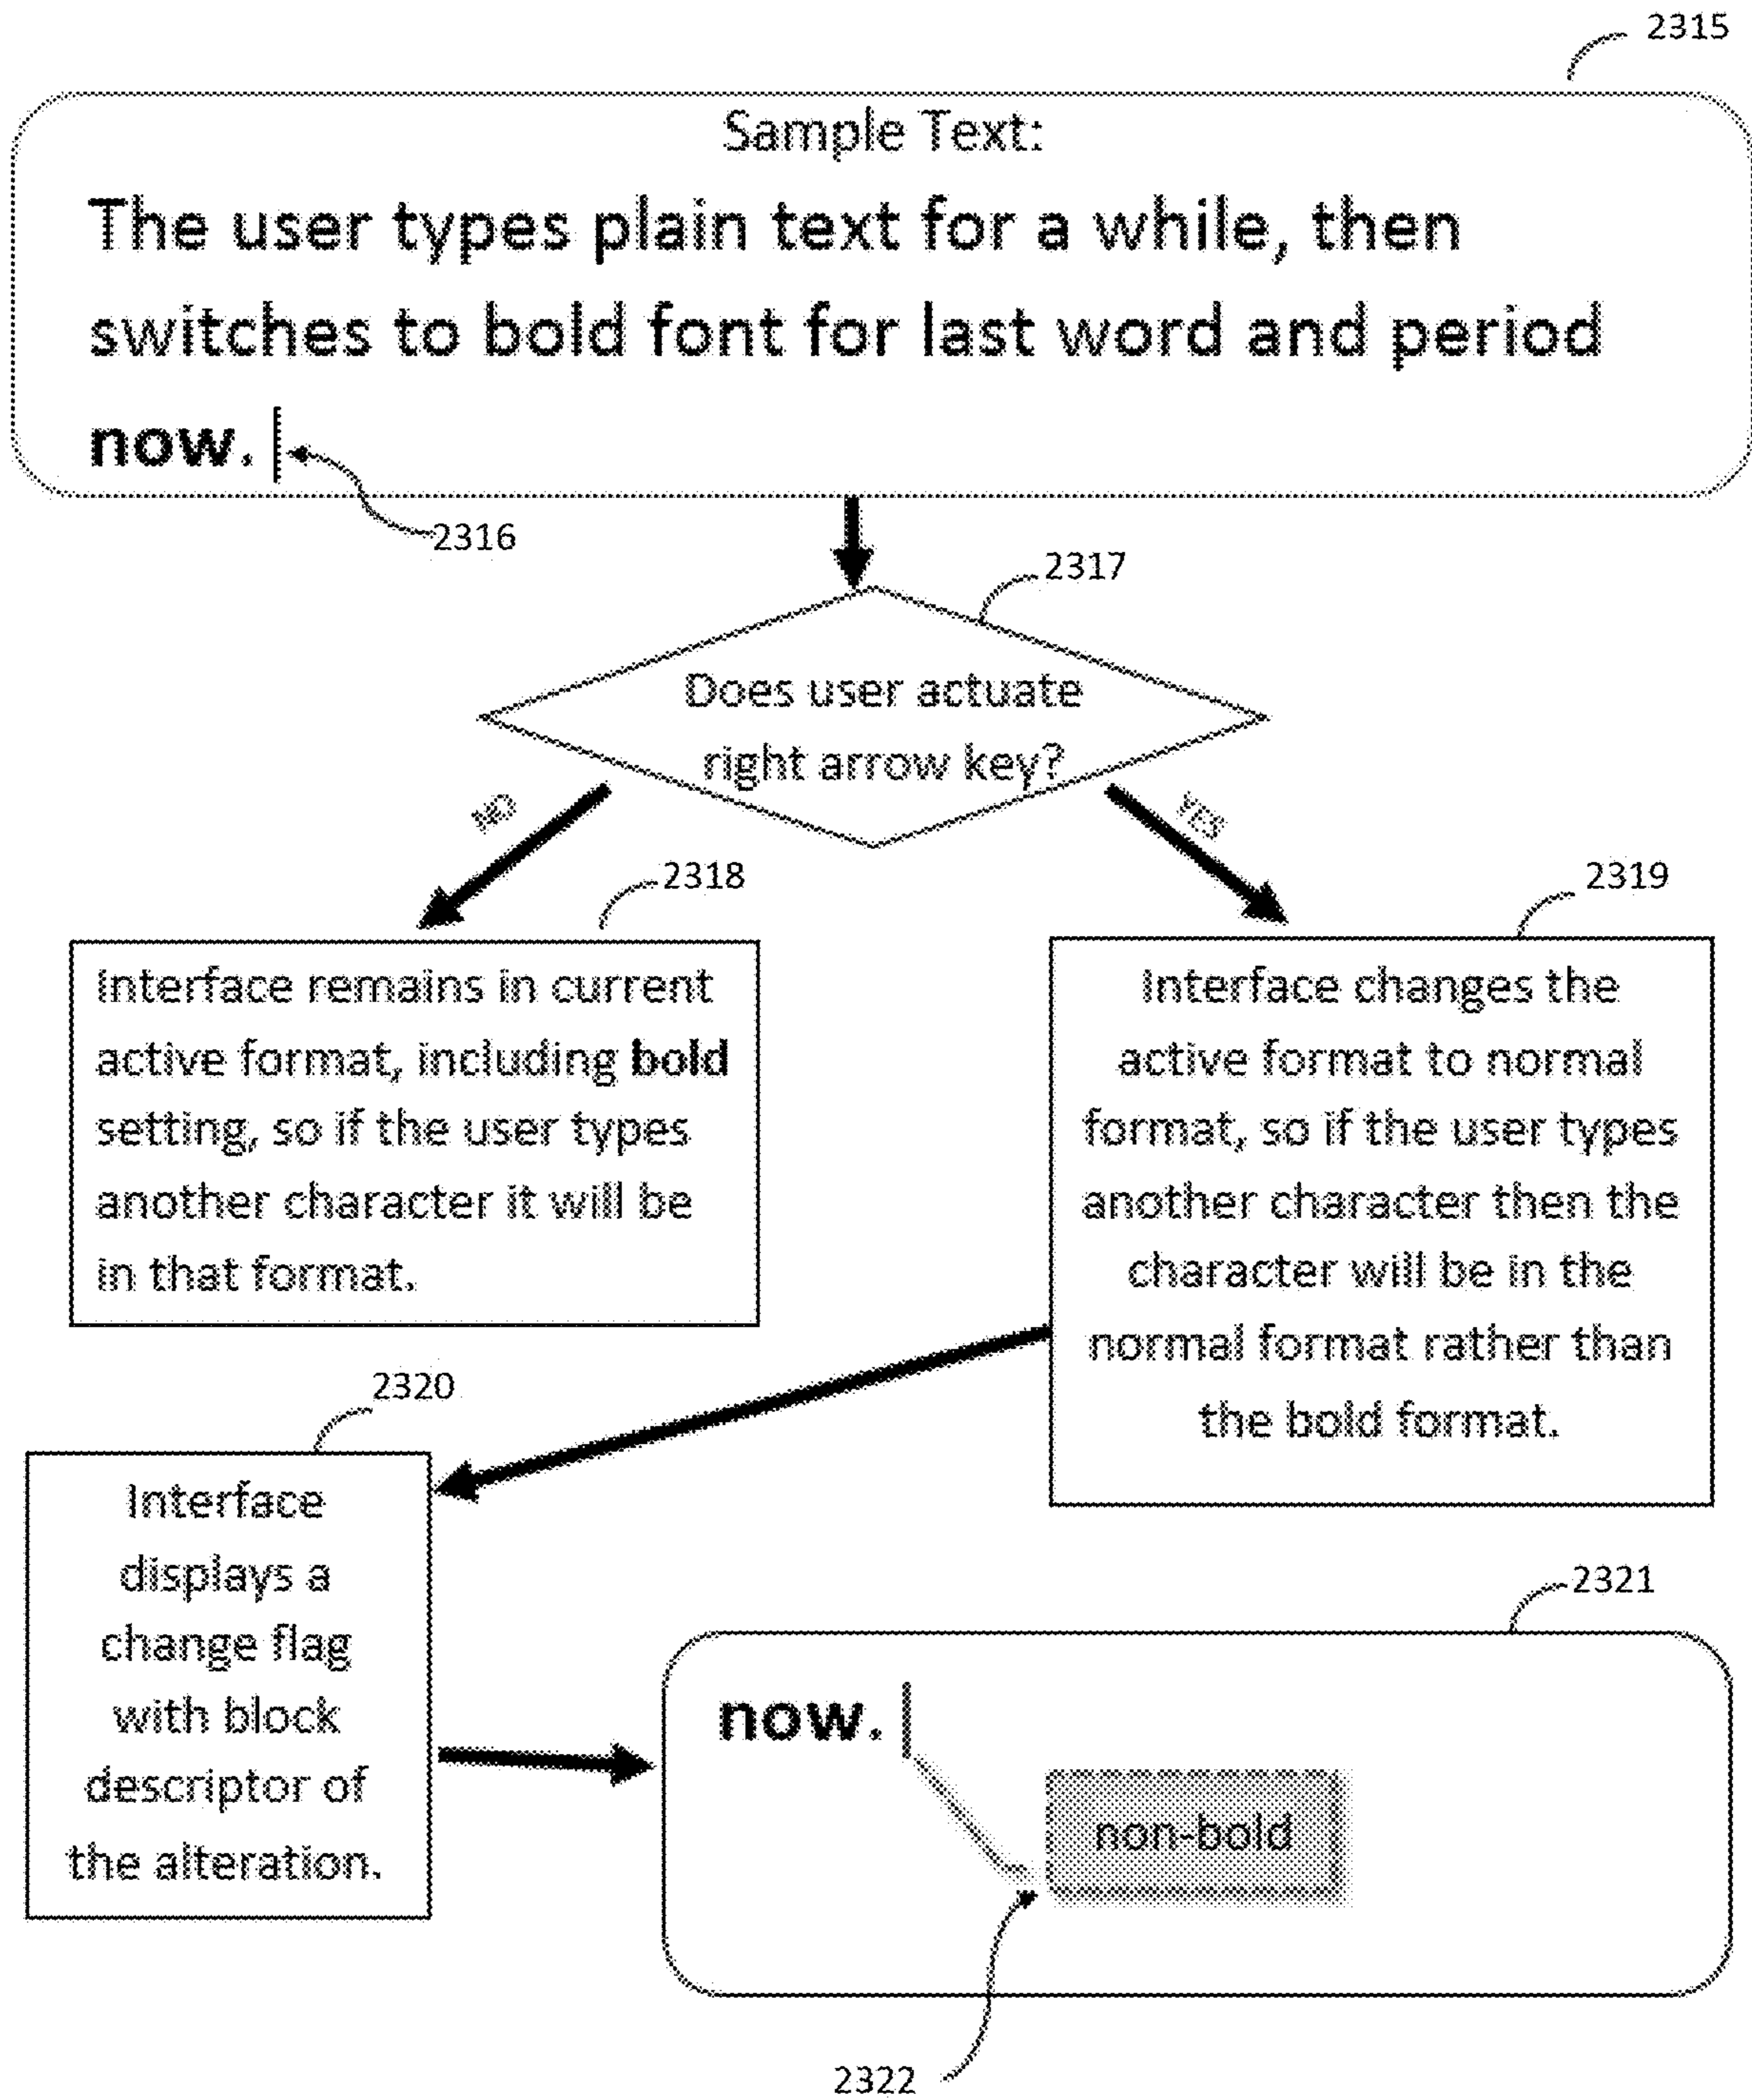 2315
Sample Text:
The user types plain text for a while, then
switches to bold font for last word and period
now.
2316
2317
Does user actuate
right arrow key?
NO
YES
2318
2319
Interface remains in current
active format, including bold
setting, so if the user types
another character it will be
in that format.
Interface changes the
active format to normal
format, so if the user types
another character then the
character will be in the
normal format rather than
the bold format.
2320
Interface
displays a
change flag
with block
descriptor of
the alteration.
2321
now.
non-bold
2322